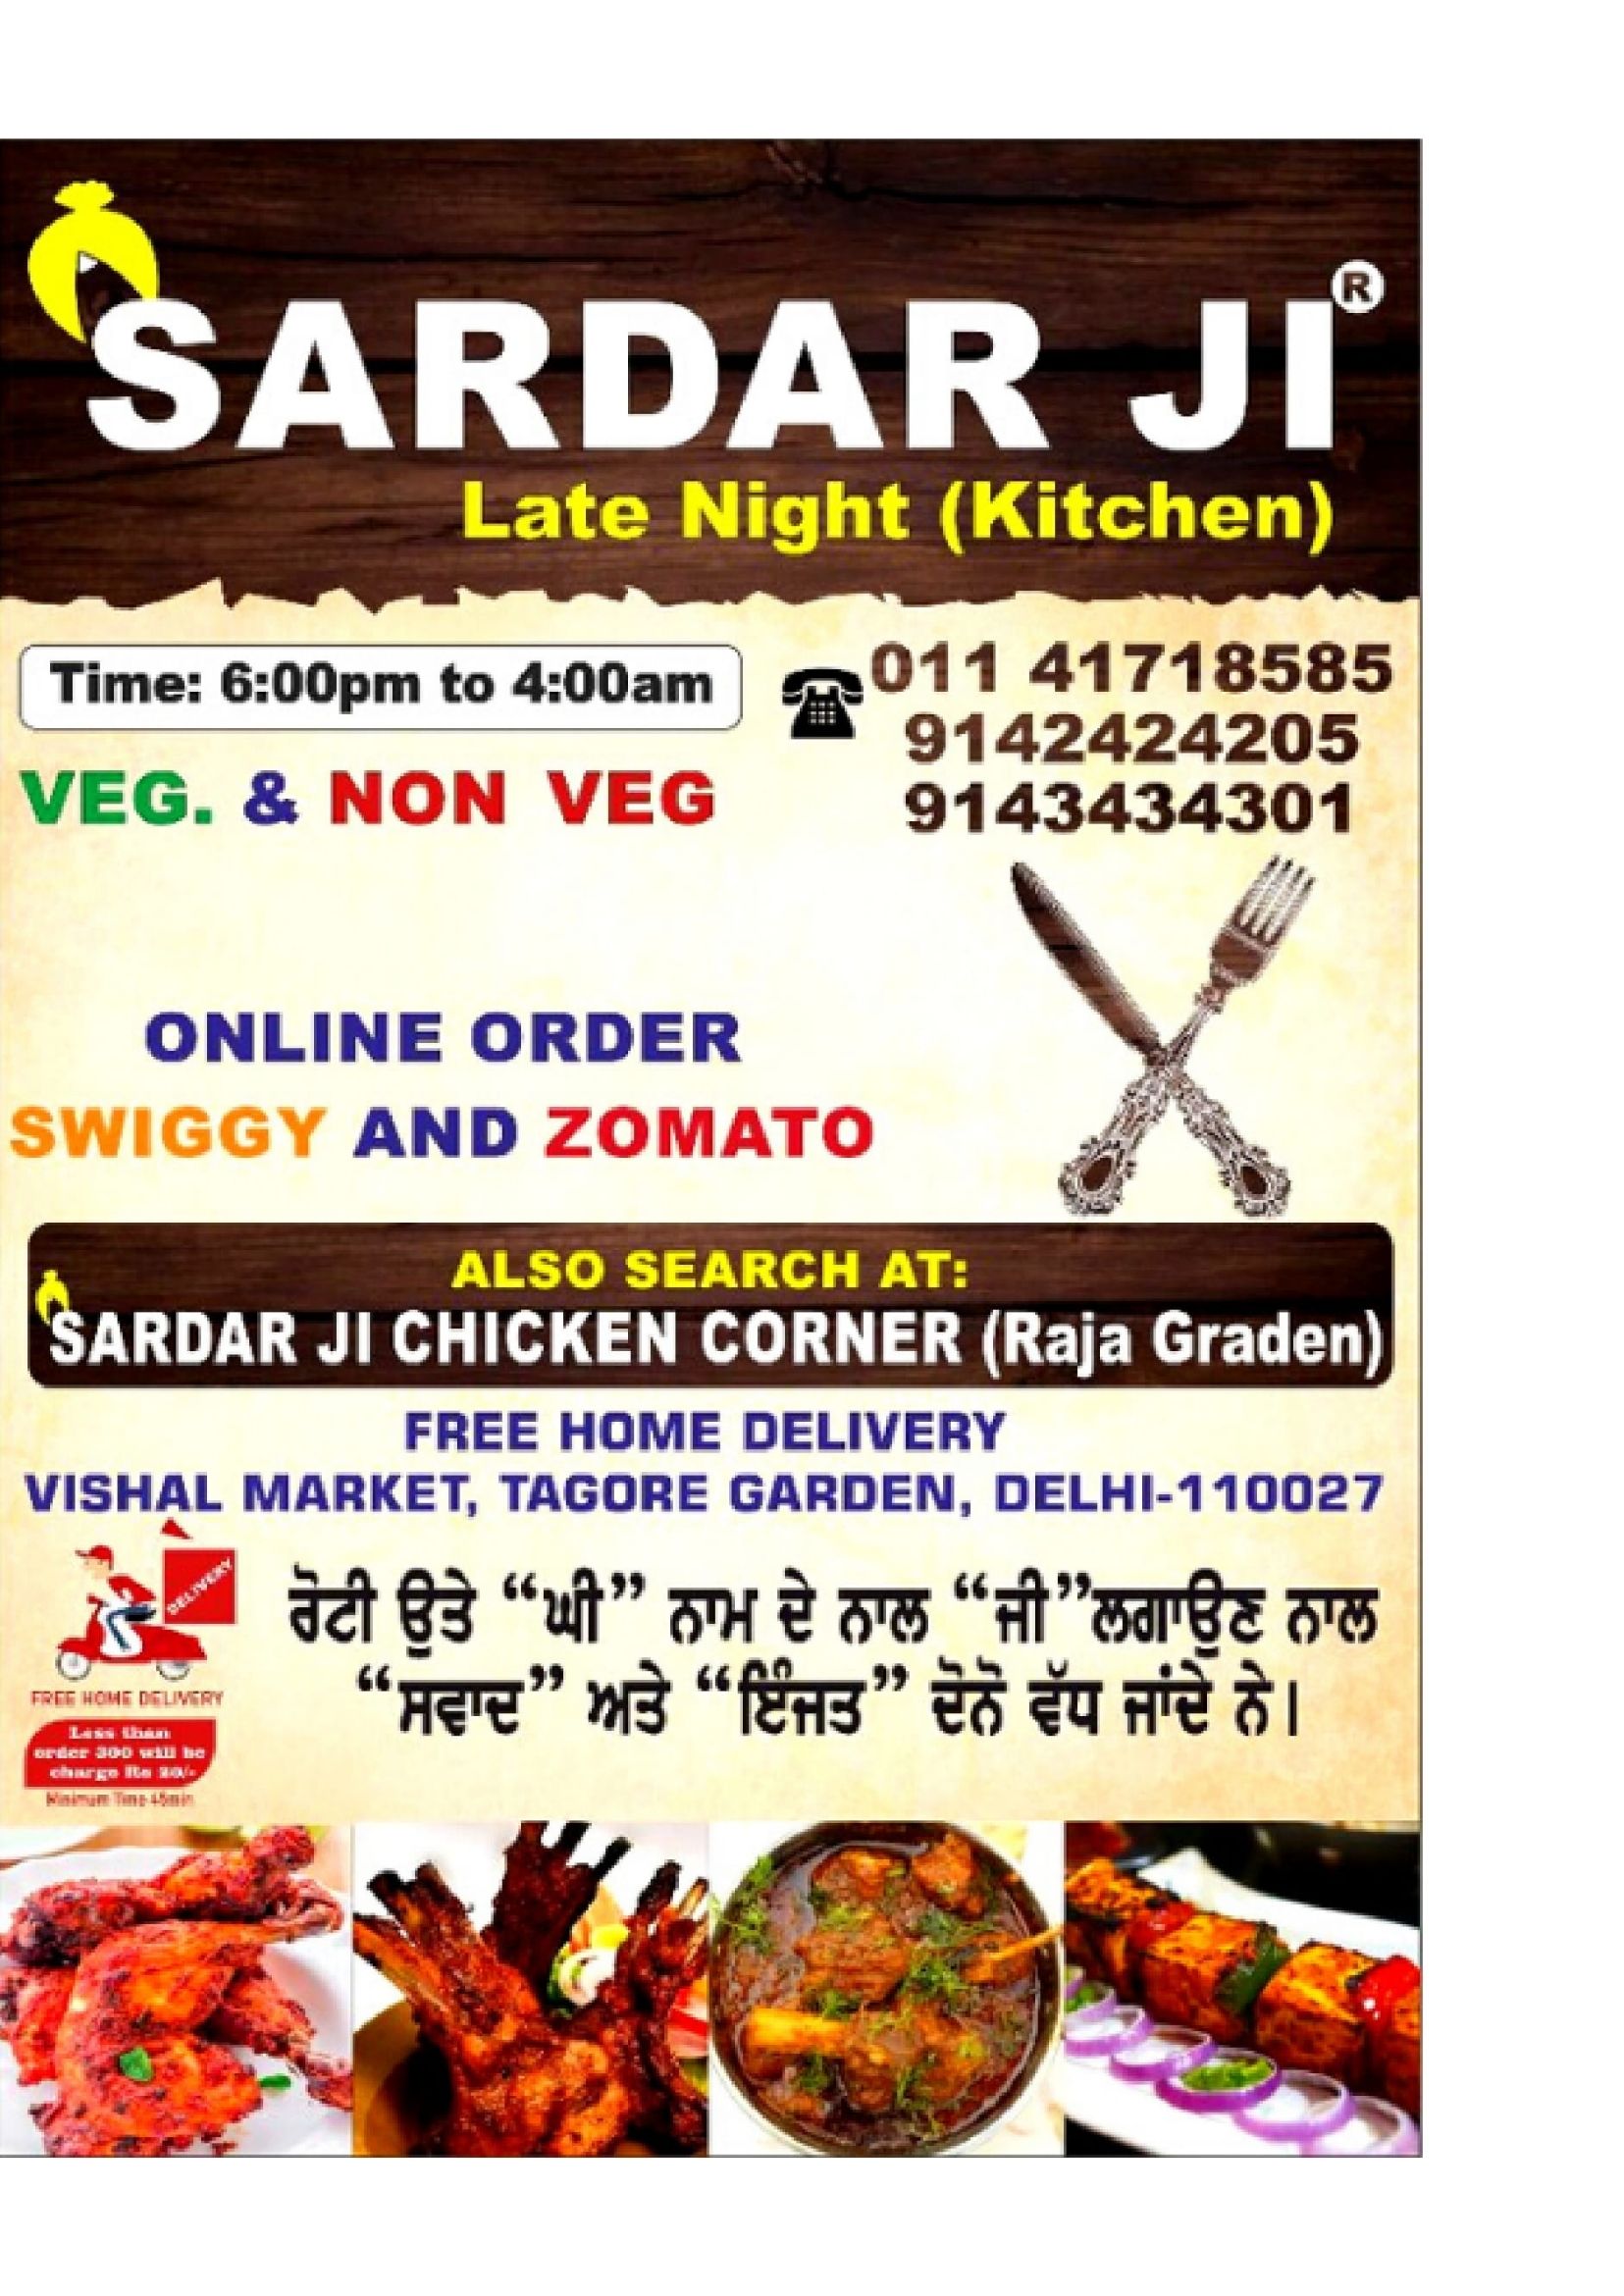 SARDAR JI®
Late Night (Kitchen)
Time: 6:00pm to 4:00am
011 41718585
9142424205
9143434301
VEG. & NON VEG
ONLINE ORDER
SWIGGY AND ZOMATO
ALSO SEARCH AT:
SARDAR JI CHICKEN CORNER (Raja Graden)
FREE HOME DELIVERY
VISHAL MARKET, TAGORE GARDEN, DELHI-110027
DELIVERY
ਰੋਟੀ ਉਤੇ “ਘੀ” ਨਾਮ ਦੇ ਨਾਲ “ਜੀ”ਲਗਾਉਣ ਨਾਲ
“ਸਵਾਦ” ਅਤੇ “ਇੰਜਤ” ਦੋਨੋ ਵੱਧ ਜਾਂਦੇ ਨੇ।
FREE HOME DELIVERY
Less than
order 300 will be
charge Rs 20/-
Minimum Time 45min